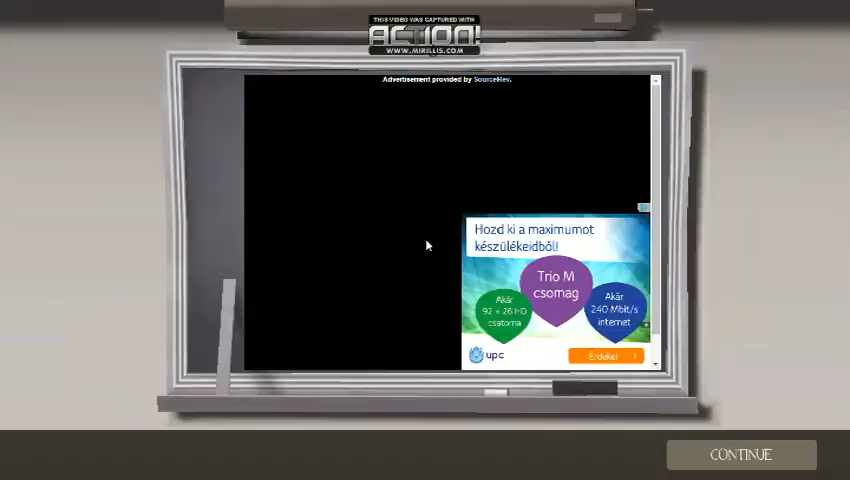 THIS VIDEO WAS CAPTURED WITH
ACTION!
WWW.MIRILLIS.COM
Advertisement provided by SourceRev.
Hozd ki a maximumot
készülékeidből!
Trio M
csomag
Akár
92 + 26 HD
csatorna
Akár
240 Mbit/s
internet
upc
Érdekel
CONTINUE